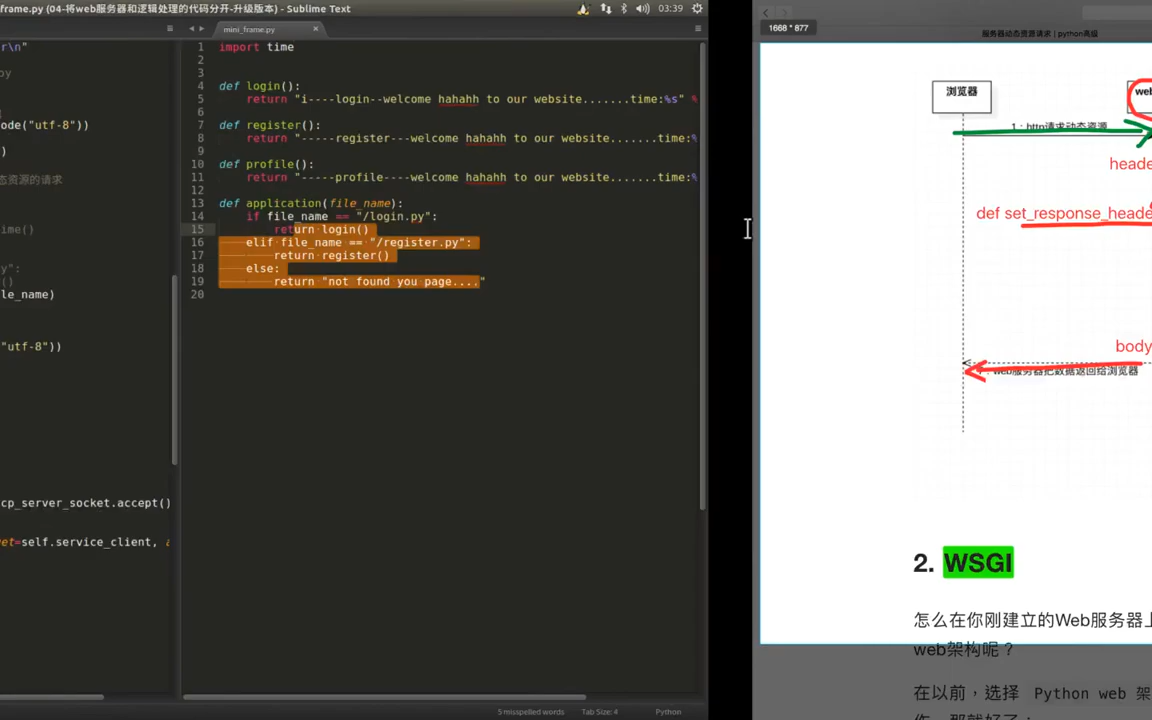 frame.py (04-将web服务器和逻辑处理的代码分开-升级版本) - Sublime Text
03:39
r\n"
py
ode("utf-8"))
)
态资源的请求
ime()
y":
()
le_name)
"utf-8"))
cp_server_socket.accept()
et=self.service_client, a
mini_frame.py
1 import time
2
3
4 def login():
5 return "i----login--welcome hahahh to our website.......time:%s" %
6
7 def register():
8 return "-----register---welcome hahahh to our website.......time:%
9
10 def profile():
11 return "-----profile----welcome hahahh to our website.......time:%
12
13 def application(file_name):
14 if file_name == "/login.py":
15 return login()
16 elif file_name == "/register.py":
17 return register()
18 else:
19 return "not found you page...."
20
5 misspelled words
Tab Size: 4
Python
1668 * 877
服务器动态资源请求 | python高级
浏览器
web
1：http请求动态资源
heade
def set_response_heade
body
web服务器把数据返回给浏览器
2. WSGI
怎么在你刚建立的Web服务器上
web架构呢？
在以前，选择 Python web 架
作，那就好了：